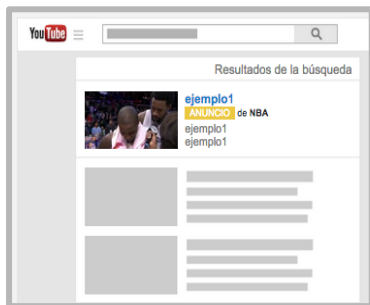 YouTube
Resultados de la búsqueda
ejemplo1
ANUNCIO de NBA
ejemplo1
ejemplo1